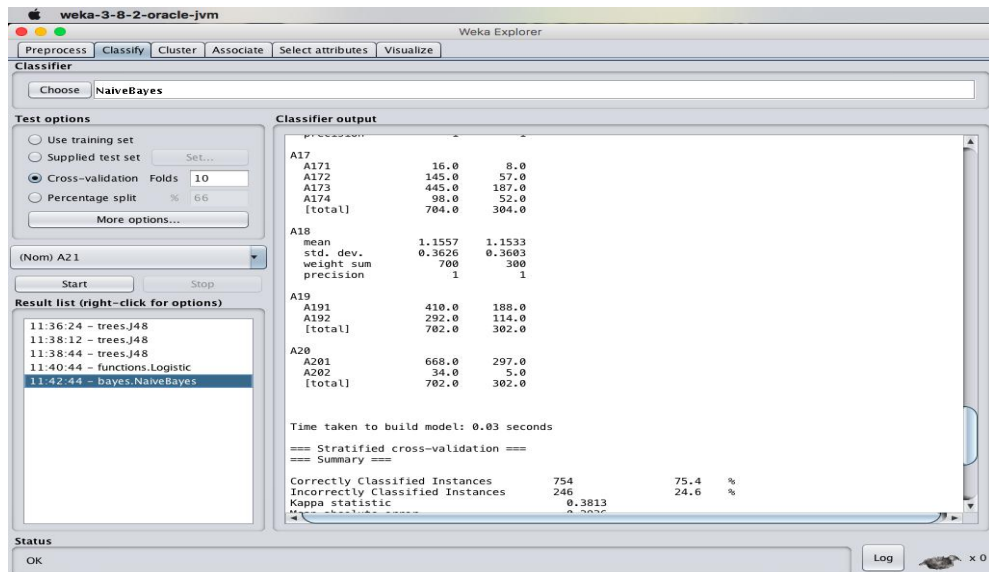 weka-3-8-2-oracle-jvm
Weka Explorer
Preprocess Classify Cluster Associate Select attributes Visualize
Classifier
Choose NaiveBayes
Test options
Use training set
Supplied test set Set...
Cross-validation Folds 10
Percentage split % 66
More options...
(Nom) A21
Start Stop
Result list (right-click for options)
11:36:24 - trees.J48
11:38:12 - trees.J48
11:38:44 - trees.J48
11:40:44 - functions.Logistic
11:42:44 - bayes.NaiveBayes
Classifier output
precision 1 1
A17
A171 16.0 8.0
A172 145.0 57.0
A173 445.0 187.0
A174 98.0 52.0
[total] 704.0 304.0
A18
mean 1.1557 1.1533
std. dev. 0.3626 0.3603
weight sum 700 300
precision 1 1
A19
A191 410.0 188.0
A192 292.0 114.0
[total] 702.0 302.0
A20
A201 668.0 297.0
A202 34.0 5.0
[total] 702.0 302.0
Time taken to build model: 0.03 seconds
=== Stratified cross-validation ===
=== Summary ===
Correctly Classified Instances 754 75.4 %
Incorrectly Classified Instances 246 24.6 %
Kappa statistic 0.3813
Mean absolute error
Status
OK
Log
x 0